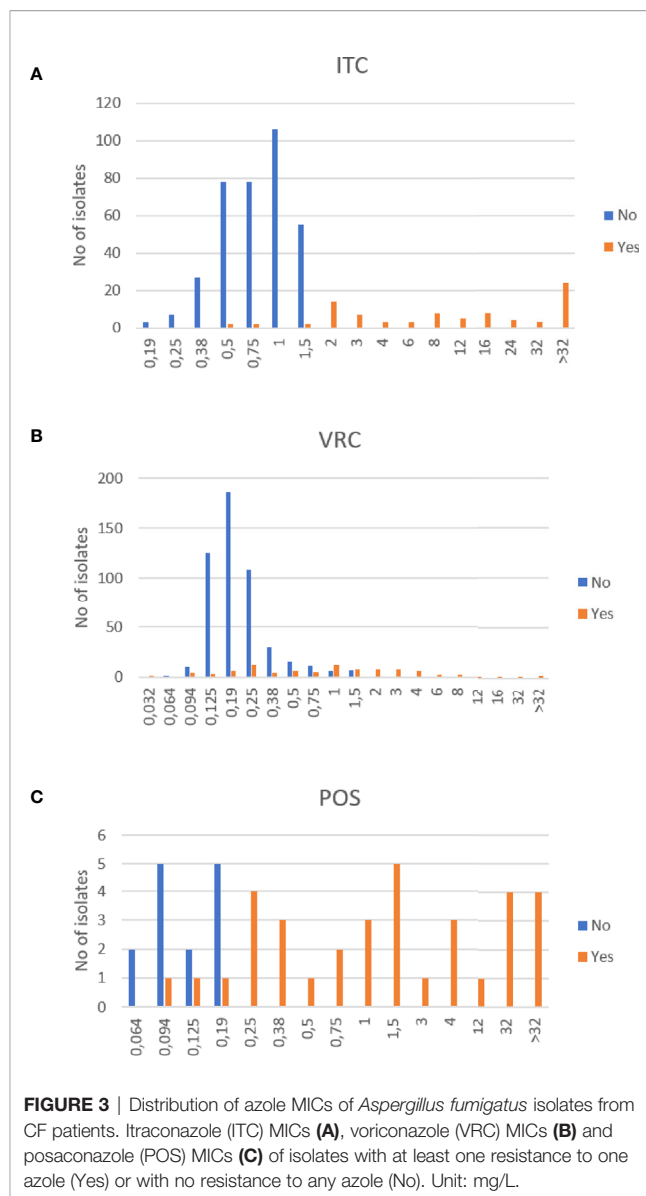 A
ITC
120
100
80
60
40
20
0
No of isolates
0,19 0,25 0,38 0,5 0,75 1 1,5 2 3 4 6 8 12 16 24 32 >32
No
Yes
B
VRC
200
150
100
50
0
No of isolates
0,032 0,064 0,094 0,125 0,19 0,25 0,38 0,5 0,75 1 1,5 2 3 4 6 8 12 16 32 >32
No
Yes
C
POS
6
5
4
3
2
1
0
No of isolates
0,064 0,094 0,125 0,19 0,25 0,38 0,5 0,75 1 1,5 3 4 12 32 >32
No
Yes
FIGURE 3 | Distribution of azole MICs of Aspergillus fumigatus isolates from
CF patients. Itraconazole (ITC) MICs (A), voriconazole (VRC) MICs (B) and
posaconazole (POS) MICs (C) of isolates with at least one resistance to one
azole (Yes) or with no resistance to any azole (No). Unit: mg/L.